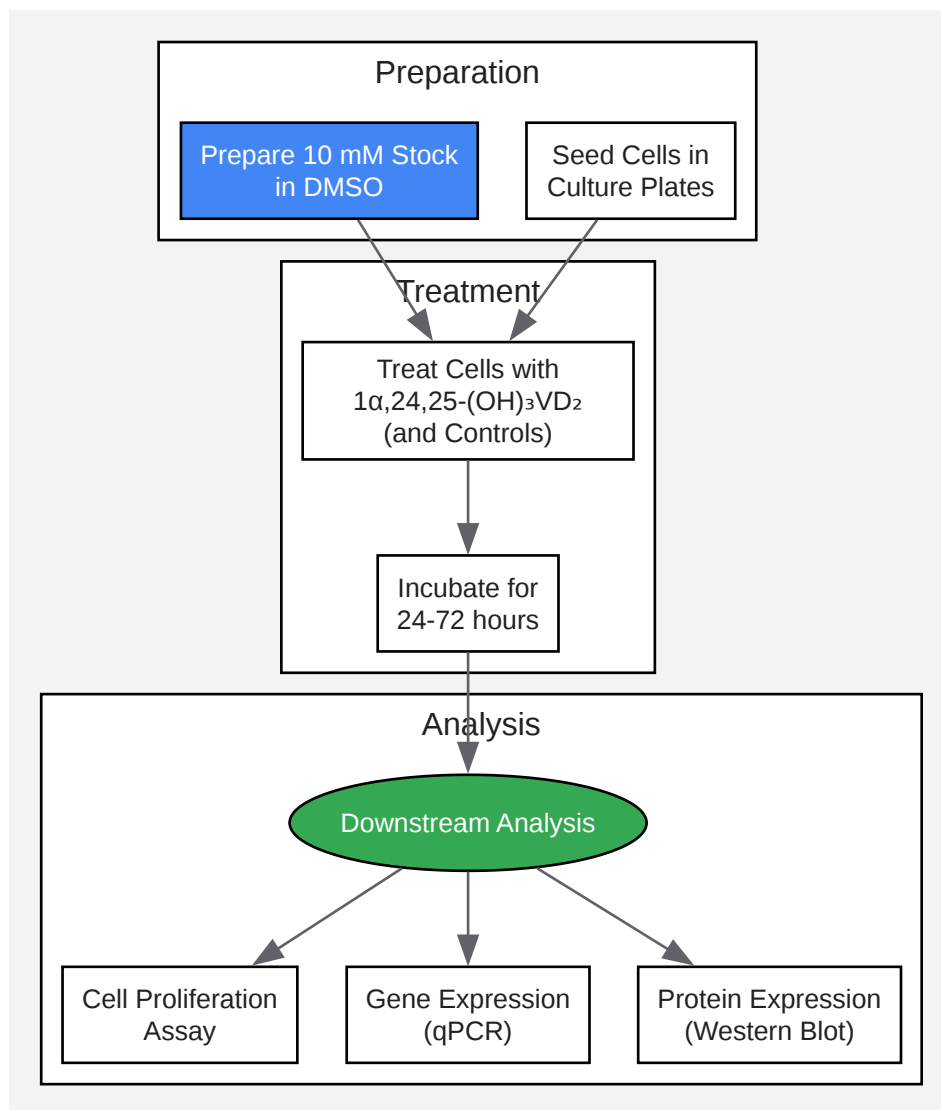 Preparation
Prepare 10 mM Stock
in DMSO
Seed Cells in
Culture Plates
Treatment
Treat Cells with
1α,24,25-(OH)₃VD₂
(and Controls)
Incubate for
24-72 hours
Analysis
Downstream Analysis
Cell Proliferation
Assay
Gene Expression
(qPCR)
Protein Expression
(Western Blot)